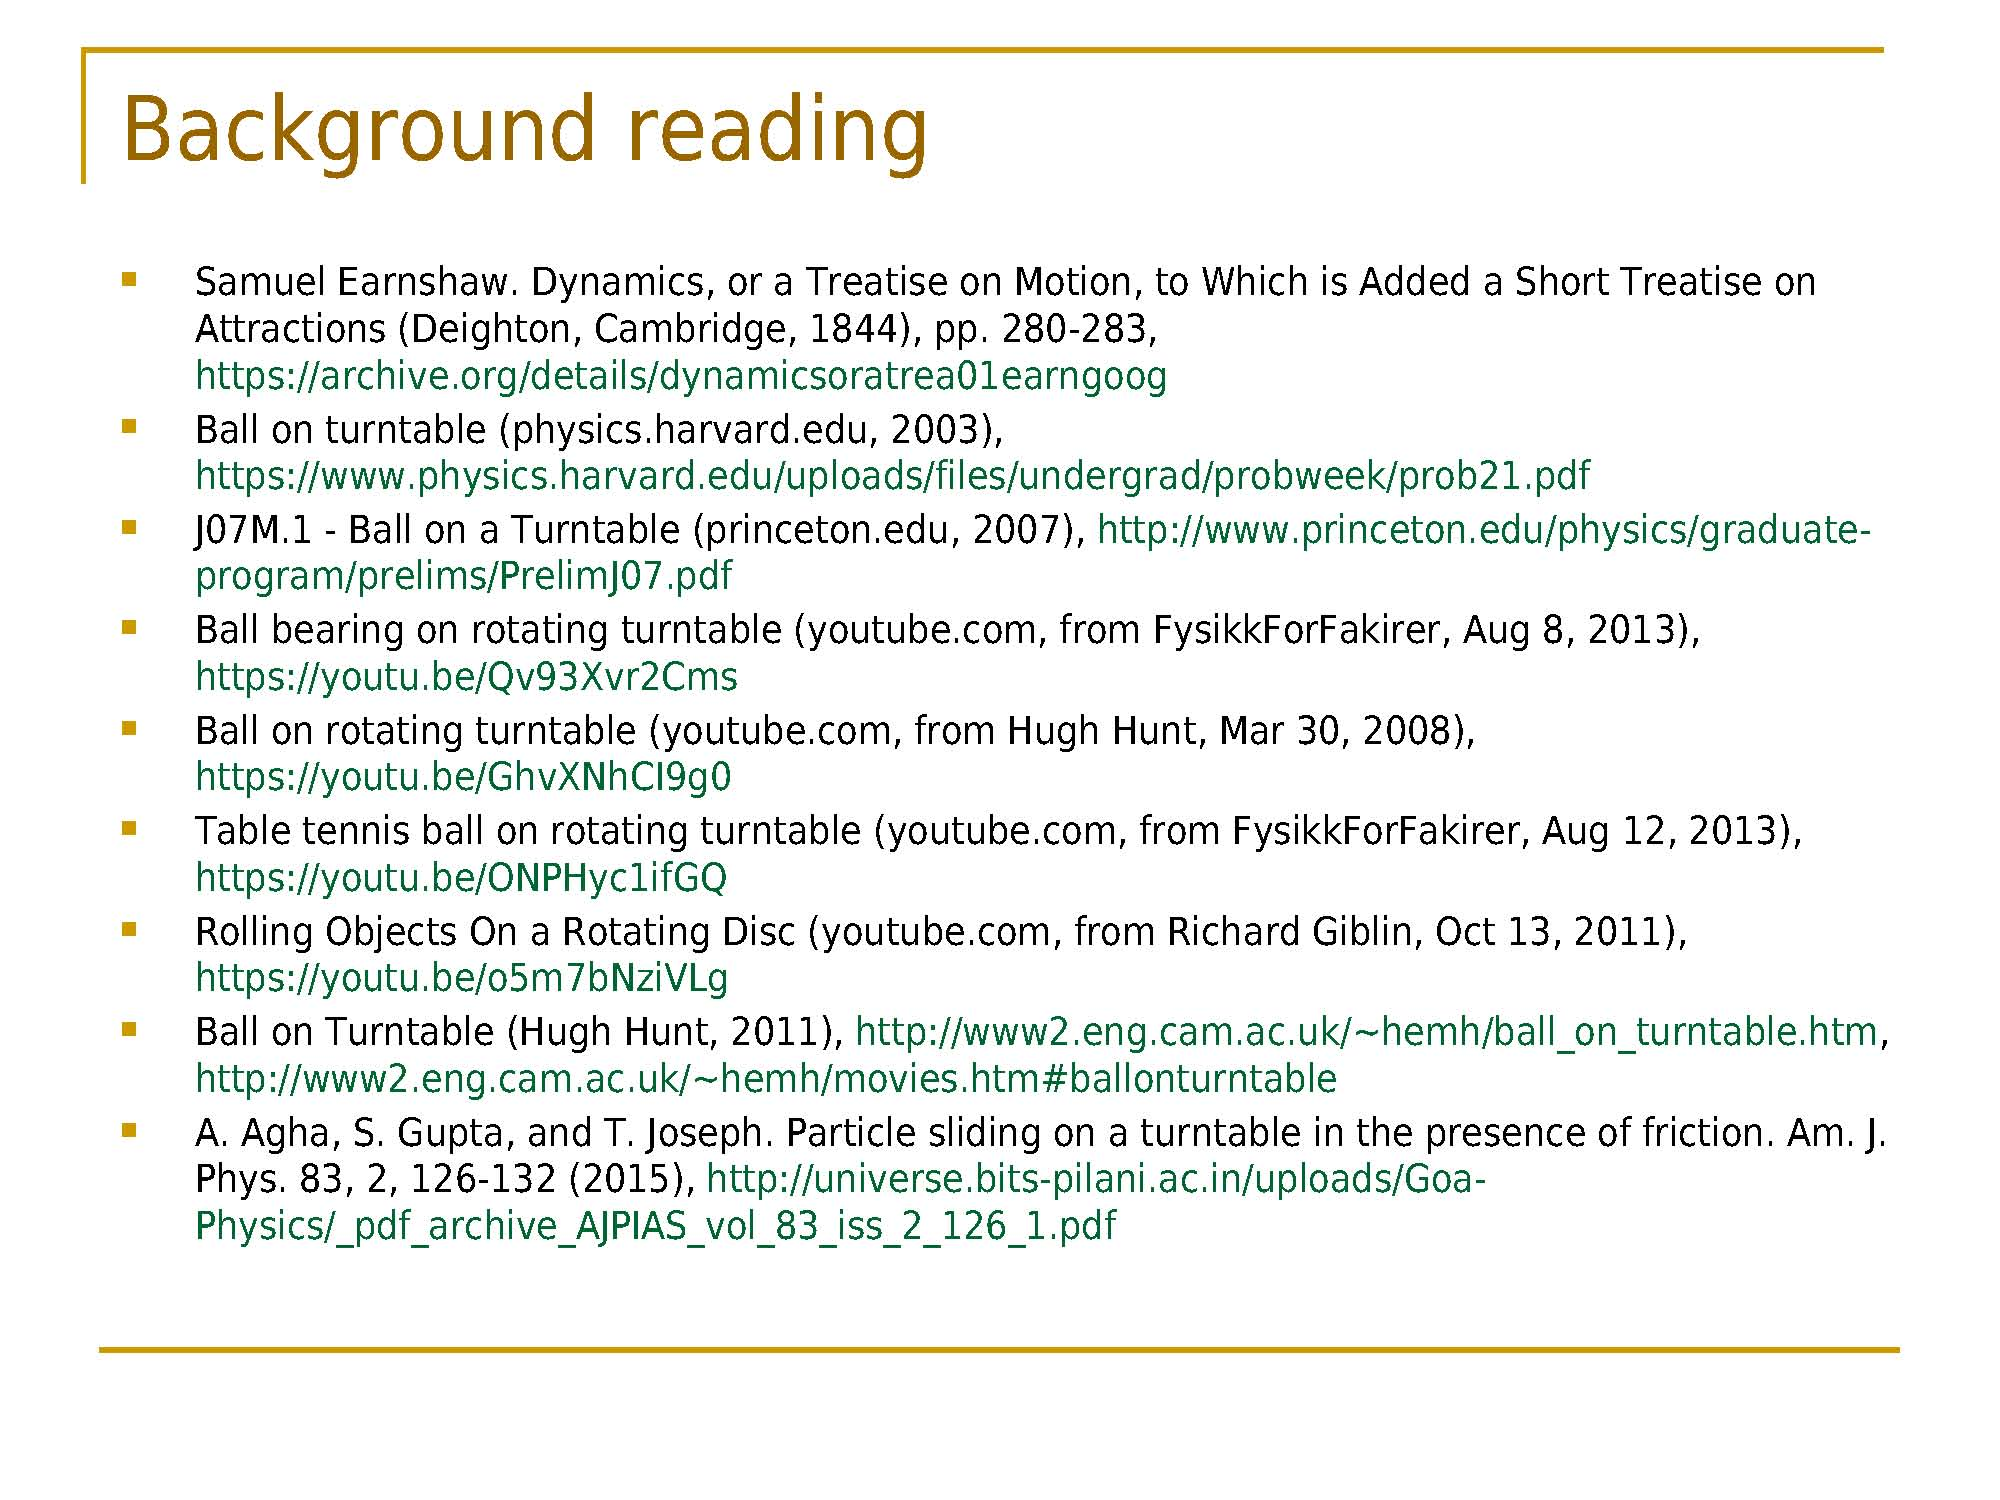 Background reading
Samuel Earnshaw. Dynamics, or a Treatise on Motion, to Which is Added a Short Treatise on
Attractions (Deighton, Cambridge, 1844), pp. 280-283,
https://archive.org/details/dynamicsoratrea01earngoog
Ball on turntable (physics.harvard.edu, 2003),
https://www.physics.harvard.edu/uploads/files/undergrad/probweek/prob21.pdf
J07M.1 - Ball on a Turntable (princeton.edu, 2007), http://www.princeton.edu/physics/graduate-
program/prelims/PrelimJ07.pdf
Ball bearing on rotating turntable (youtube.com, from FysikkForFakirer, Aug 8, 2013),
https://youtu.be/Qv93Xvr2Cms
Ball on rotating turntable (youtube.com, from Hugh Hunt, Mar 30, 2008),
https://youtu.be/GhvXNhCI9g0
Table tennis ball on rotating turntable (youtube.com, from FysikkForFakirer, Aug 12, 2013),
https://youtu.be/ONPHyc1ifGQ
Rolling Objects On a Rotating Disc (youtube.com, from Richard Giblin, Oct 13, 2011),
https://youtu.be/o5m7bNziVLg
Ball on Turntable (Hugh Hunt, 2011), http://www2.eng.cam.ac.uk/~hemh/ball_on_turntable.htm,
http://www2.eng.cam.ac.uk/~hemh/movies.htm#ballonturntable
A. Agha, S. Gupta, and T. Joseph. Particle sliding on a turntable in the presence of friction. Am. J.
Phys. 83, 2, 126-132 (2015), http://universe.bits-pilani.ac.in/uploads/Goa-
Physics/_pdf_archive_AJPIAS_vol_83_iss_2_126_1.pdf